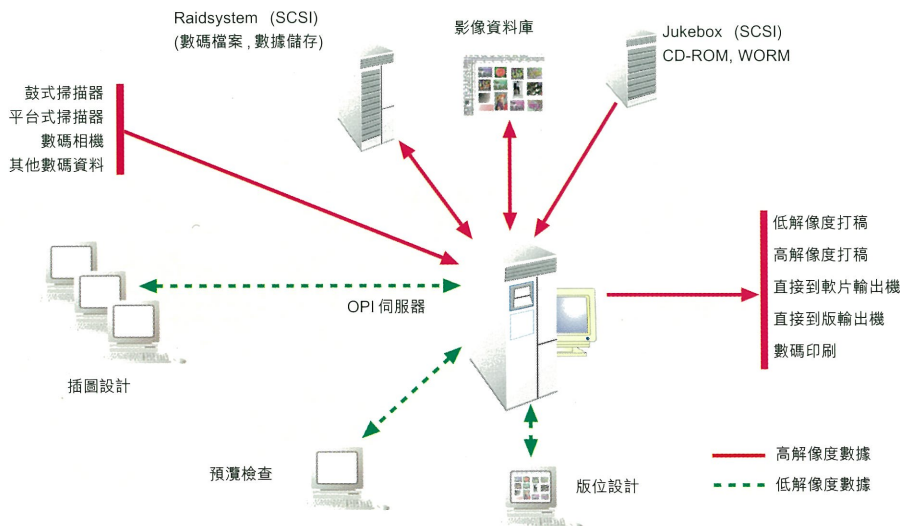 Raidsystem (SCSI)
(數碼檔案,數據儲存)
影像資料庫
Jukebox (SCSI)
CD-ROM, WORM
鼓式掃描器
平台式掃描器
數碼相機
其他數碼資料
低解像度打稿
高解像度打稿
直接到軟片輸出機
直接到版輸出機
數碼印刷
OPI 伺服器
插圖設計
預灠檢查
版位設計
高解像度數據
低解像度數據